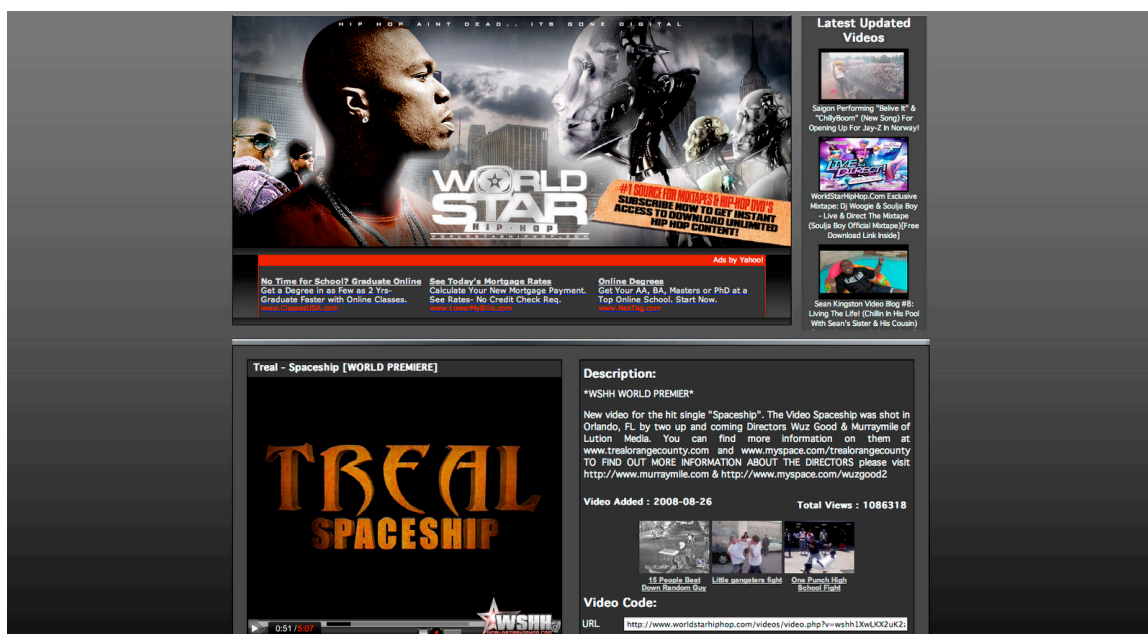 HIP HOP AINT DEAD.. ITS GONE DIGITAL
WORLD
STAR
HIP-HOP
WORLDSTARHIPHOP.COM
#1 SOURCE FOR MIXTAPES & HIP-HOP DVD'S
SUBSCRIBE NOW TO GET INSTANT
ACCESS TO DOWNLOAD UNLIMITED
HIP HOP CONTENT!
Ads by Yahoo!
No Time for School? Graduate Online
Get a Degree in as Few as 2 Yrs-
Graduate Faster with Online Classes.
www.ClassesUSA.com
See Today's Mortgage Rates
Calculate Your New Mortgage Payment.
See Rates- No Credit Check Req.
www.LowerMyBills.com
Online Degrees
Get Your AA, BA, Masters or PhD at a
Top Online School. Start Now.
www.NexTag.com
Latest Updated
Videos
Saigon Performing "Belive It" &
"ChillyBoom" (New Song) For
Opening Up For Jay-Z In Norway!
LIVE &
DIRECT
WorldStarHipHop.Com Exclusive
Mixtape: Dj Woogie & Soulja Boy
- Live & Direct The Mixtape
(Soulja Boy Official Mixtape)[Free
Download Link Inside]
Sean Kingston Video Blog #8:
Living The Life! (Chillin In His Pool
With Sean's Sister & His Cousin)
Treal - Spaceship [WORLD PREMIERE]
TREAL
SPACESHIP
WSHH
WORLDSTARHIPHOP.COM
0:51 /5:07
Description:
*WSHH WORLD PREMIER*
New video for the hit single "Spaceship". The Video Spaceship was shot in
Orlando, FL by two up and coming Directors Wuz Good & Murraymile of
Lution Media. You can find more information on them at
www.trealorangecounty.com and www.myspace.com/trealorangecounty
TO FIND OUT MORE INFORMATION ABOUT THE DIRECTORS please visit
http://www.murraymile.com & http://www.myspace.com/wuzgood2
Video Added : 2008-08-26
Total Views : 1086318
15 People Beat
Down Random Guy
Little gangsters fight
One Punch High
School Fight
Video Code:
URL
http://www.worldstarhiphop.com/videos/video.php?v=wshh1XwLKX2uK2